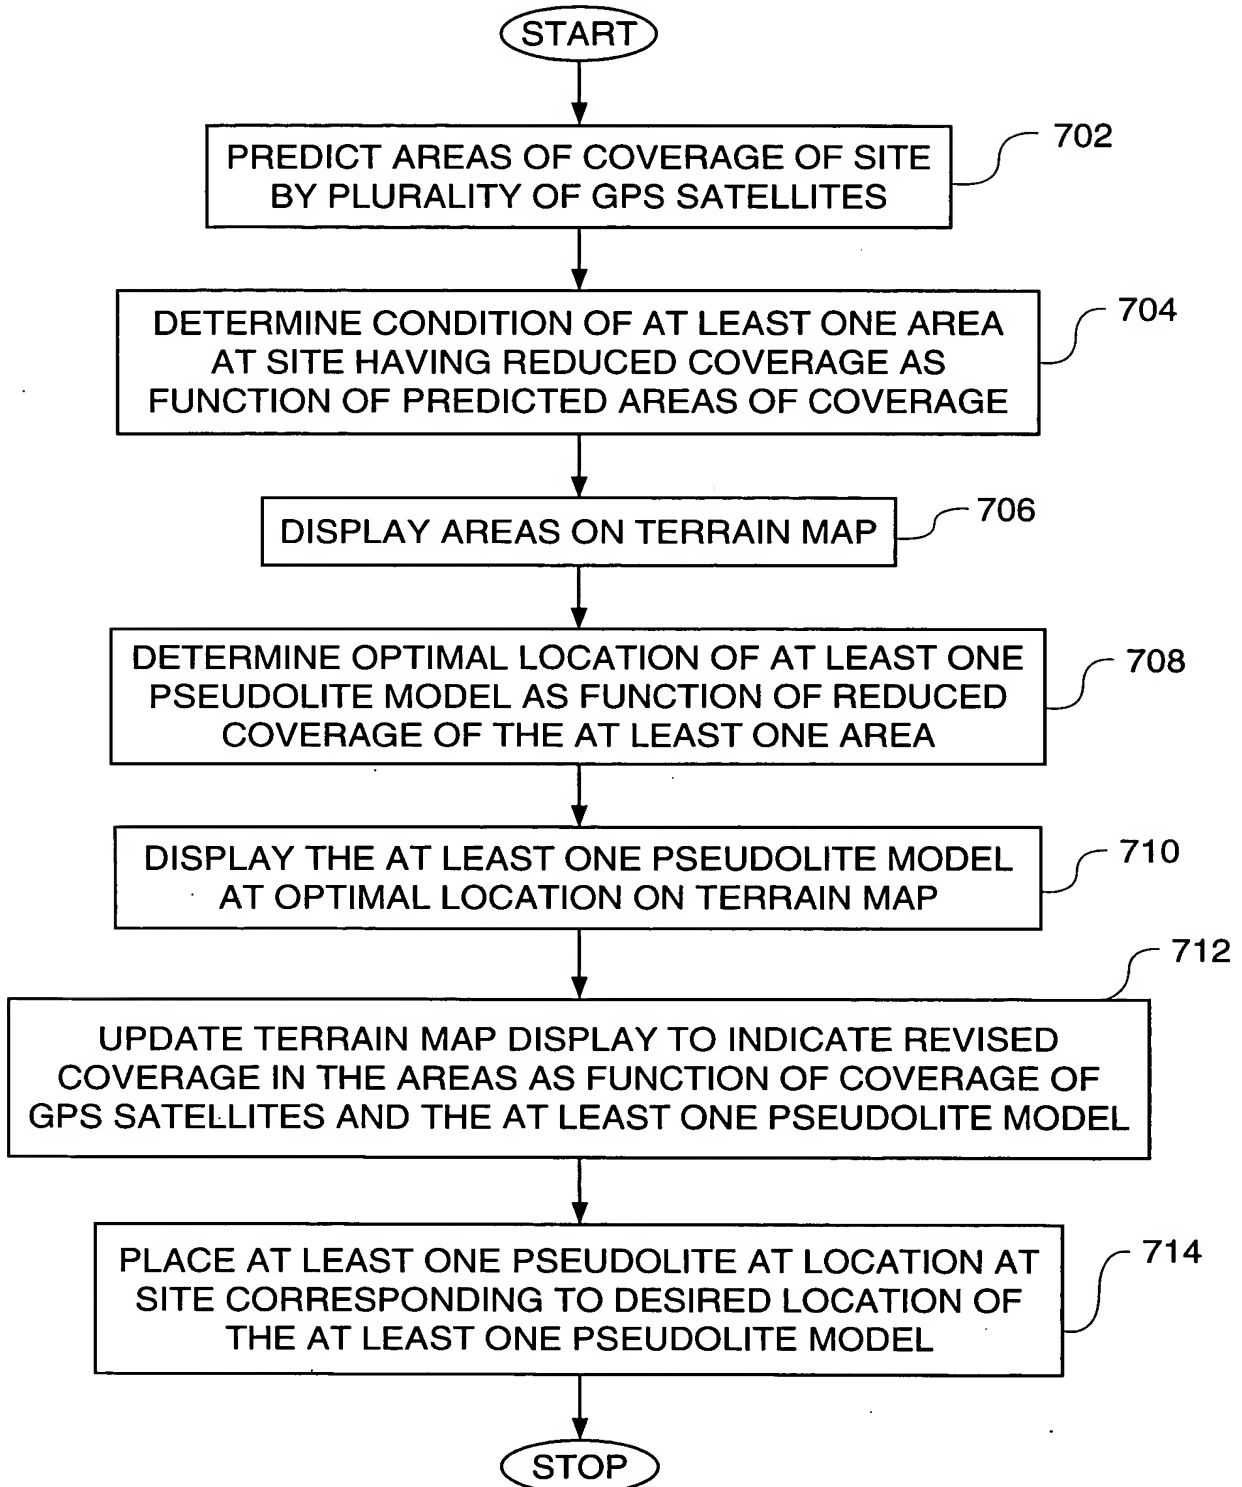 START
PREDICT AREAS OF COVERAGE OF SITE
BY PLURALITY OF GPS SATELLITES
702
DETERMINE CONDITION OF AT LEAST ONE AREA
AT SITE HAVING REDUCED COVERAGE AS
FUNCTION OF PREDICTED AREAS OF COVERAGE
704
DISPLAY AREAS ON TERRAIN MAP
706
DETERMINE OPTIMAL LOCATION OF AT LEAST ONE
PSEUDOLITE MODEL AS FUNCTION OF REDUCED
COVERAGE OF THE AT LEAST ONE AREA
708
DISPLAY THE AT LEAST ONE PSEUDOLITE MODEL
AT OPTIMAL LOCATION ON TERRAIN MAP
710
712
UPDATE TERRAIN MAP DISPLAY TO INDICATE REVISED
COVERAGE IN THE AREAS AS FUNCTION OF COVERAGE OF
GPS SATELLITES AND THE AT LEAST ONE PSEUDOLITE MODEL
PLACE AT LEAST ONE PSEUDOLITE AT LOCATION AT
SITE CORRESPONDING TO DESIRED LOCATION OF
THE AT LEAST ONE PSEUDOLITE MODEL
714
STOP